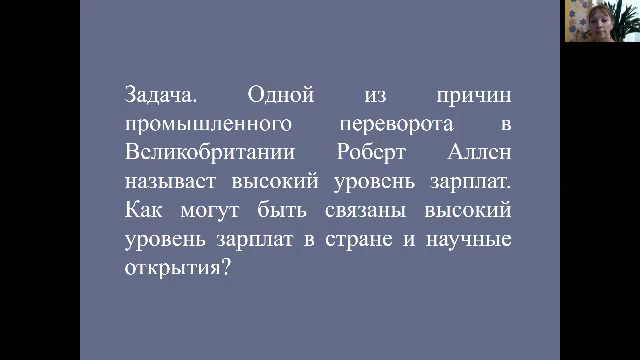 Задача. Одной из причин
промышленного переворота в
Великобритании Роберт Аллен
называет высокий уровень зарплат.
Как могут быть связаны высокий
уровень зарплат в стране и научные
открытия?